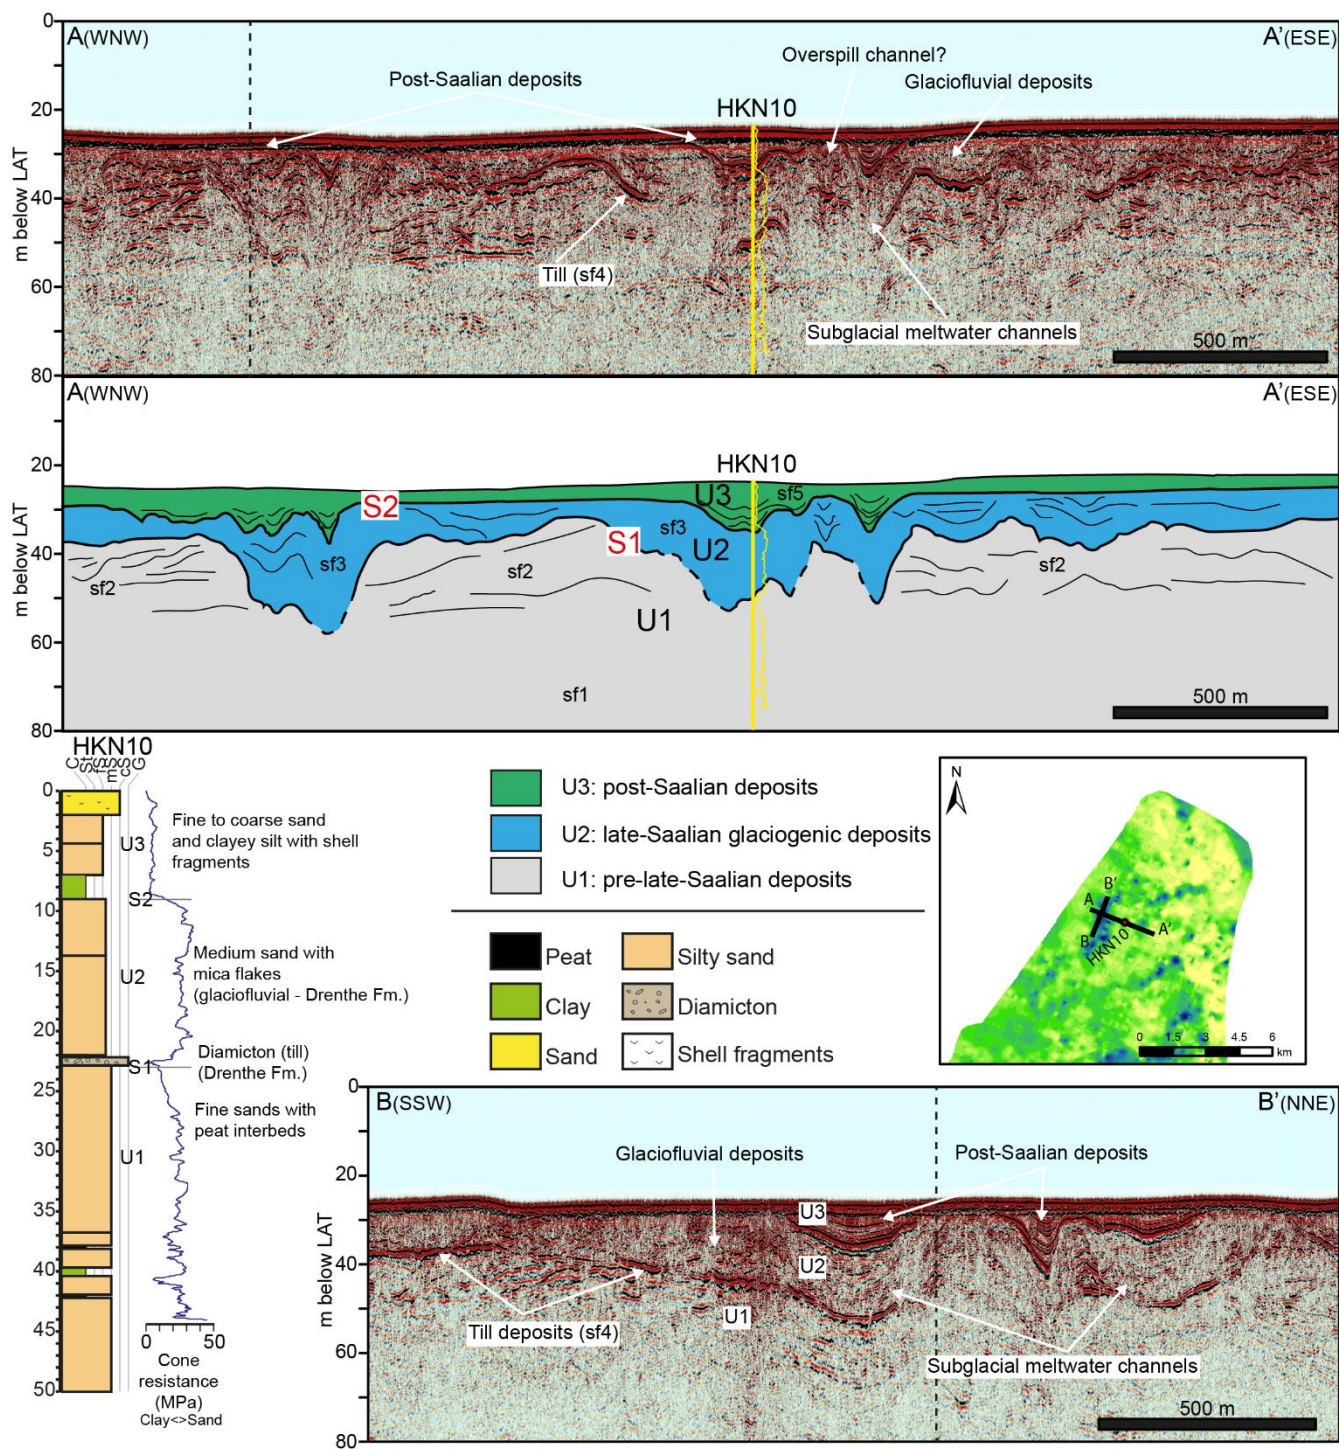 A(WNW)
A'(ESE)
0
20
40
60
80
m below LAT
Post-Saalian deposits
Overspill channel?
Glaciofluvial deposits
HKN10
Till (sf4)
Subglacial meltwater channels
500 m
A(WNW)
A'(ESE)
20
40
60
80
m below LAT
HKN10
U3
sf5
S2
sf3
S1
U2
sf3
sf2
sf2
sf2
U1
sf1
500 m
HKN10
C
St
fS
mS
cS
G
0
5
10
15
20
25
30
35
40
45
50
U3
S2
U2
S1
U1
Fine to coarse sand
and clayey silt with shell
fragments
Medium sand with
mica flakes
(glaciofluvial - Drenthe Fm.)
Diamicton (till)
(Drenthe Fm.)
Fine sands with
peat interbeds
0
50
Cone
resistance
(MPa)
Clay<>Sand
U3: post-Saalian deposits
U2: late-Saalian glaciogenic deposits
U1: pre-late-Saalian deposits
Peat
Silty sand
Clay
Diamicton
Sand
Shell fragments
N
B'
A
B
A'
HKN10
0 1.5 3 4.5 6
km
B(SSW)
B'(NNE)
0
20
40
60
80
m below LAT
Glaciofluvial deposits
Post-Saalian deposits
U3
U2
U1
Till deposits (sf4)
Subglacial meltwater channels
500 m